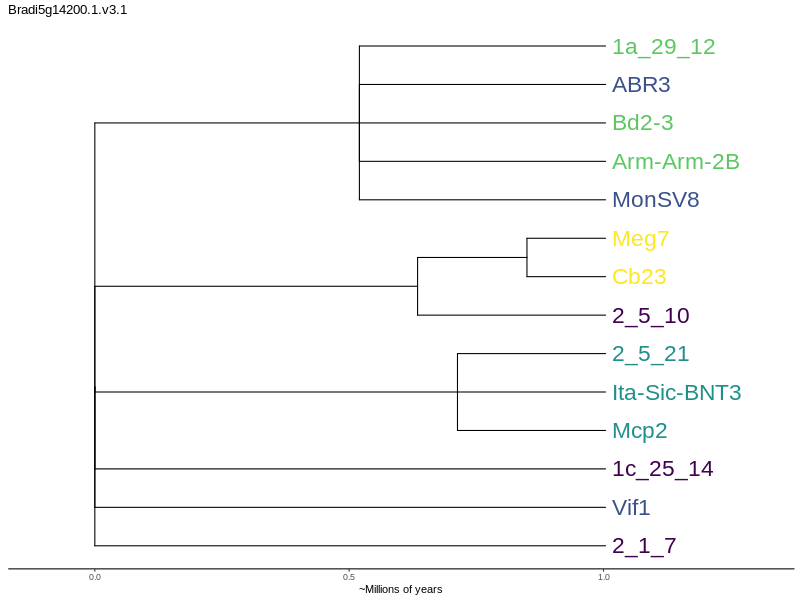 Bradi5g14200.1.v3.1
1a_29_12
ABR3
Bd2-3
Arm-Arm-2B
MonSV8
Meg7
Cb23
2_5_10
2_5_21
Ita-Sic-BNT3
Mcp2
1c_25_14
Vif1
2_1_7
0.0 0.5 1.0
~Millions of years